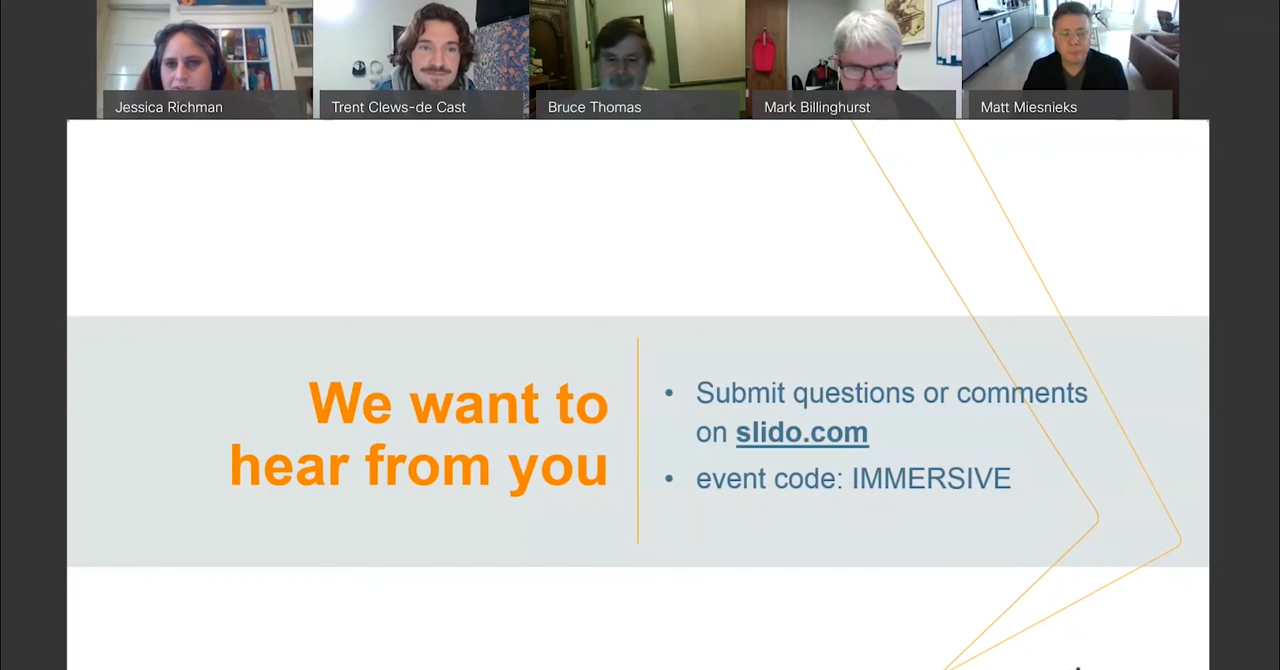 Jessica Richman
Trent Clews-de Cast
Bruce Thomas
Mark Billinghurst
Matt Miesnieks
We want to
hear from you
• Submit questions or comments
on slido.com
• event code: IMMERSIVE